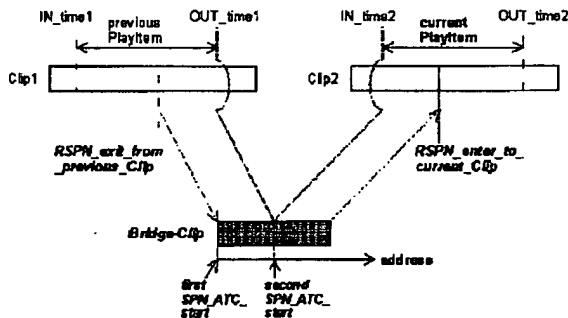 IN_time1
previous
PlayItem
OUT_time1
IN_time2
current
PlayItem
OUT_time2
Clip1
Clip2
RSPN_exit_from
_previous_Clip
RSPN_enter_to_
current_Clip
Bridge-Clip
address
first
SPN_ATC_
start
second
SPN_ATC_
start